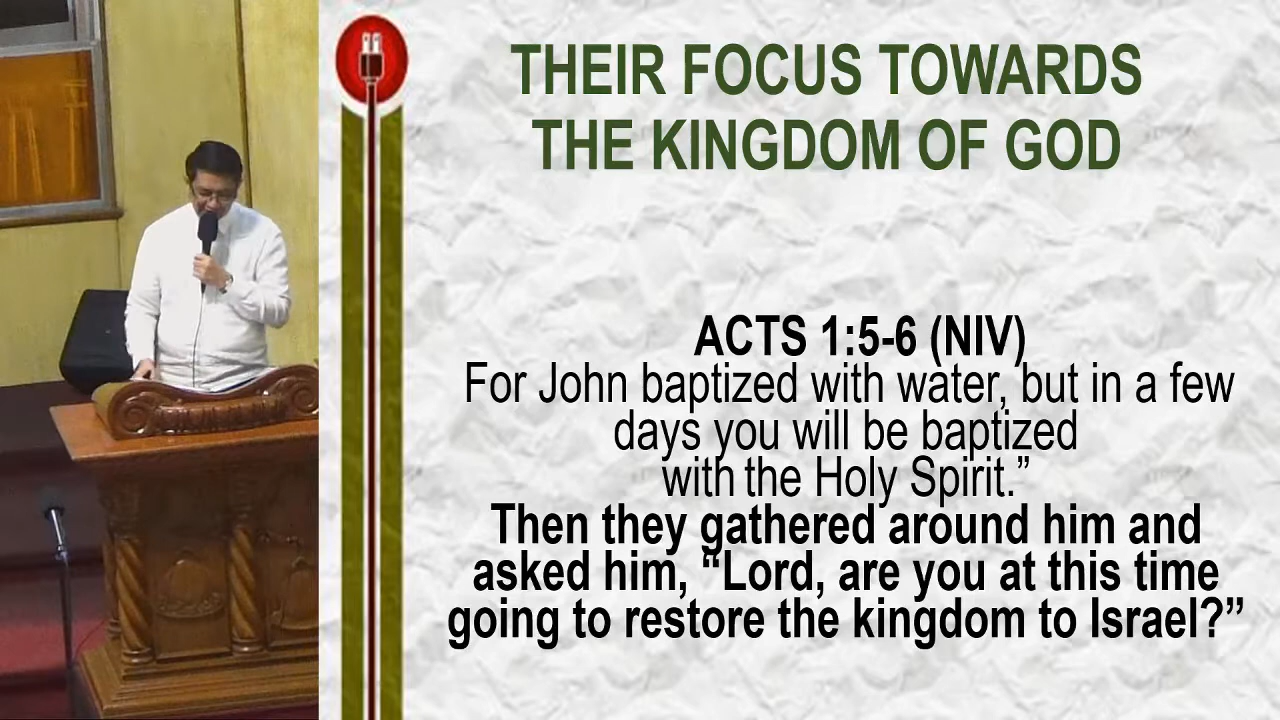 THEIR FOCUS TOWARDS
THE KINGDOM OF GOD
ACTS 1:5-6 (NIV)
For John baptized with water, but in a few
days you will be baptized
with the Holy Spirit.”
Then they gathered around him and
asked him, “Lord, are you at this time
going to restore the kingdom to Israel?”